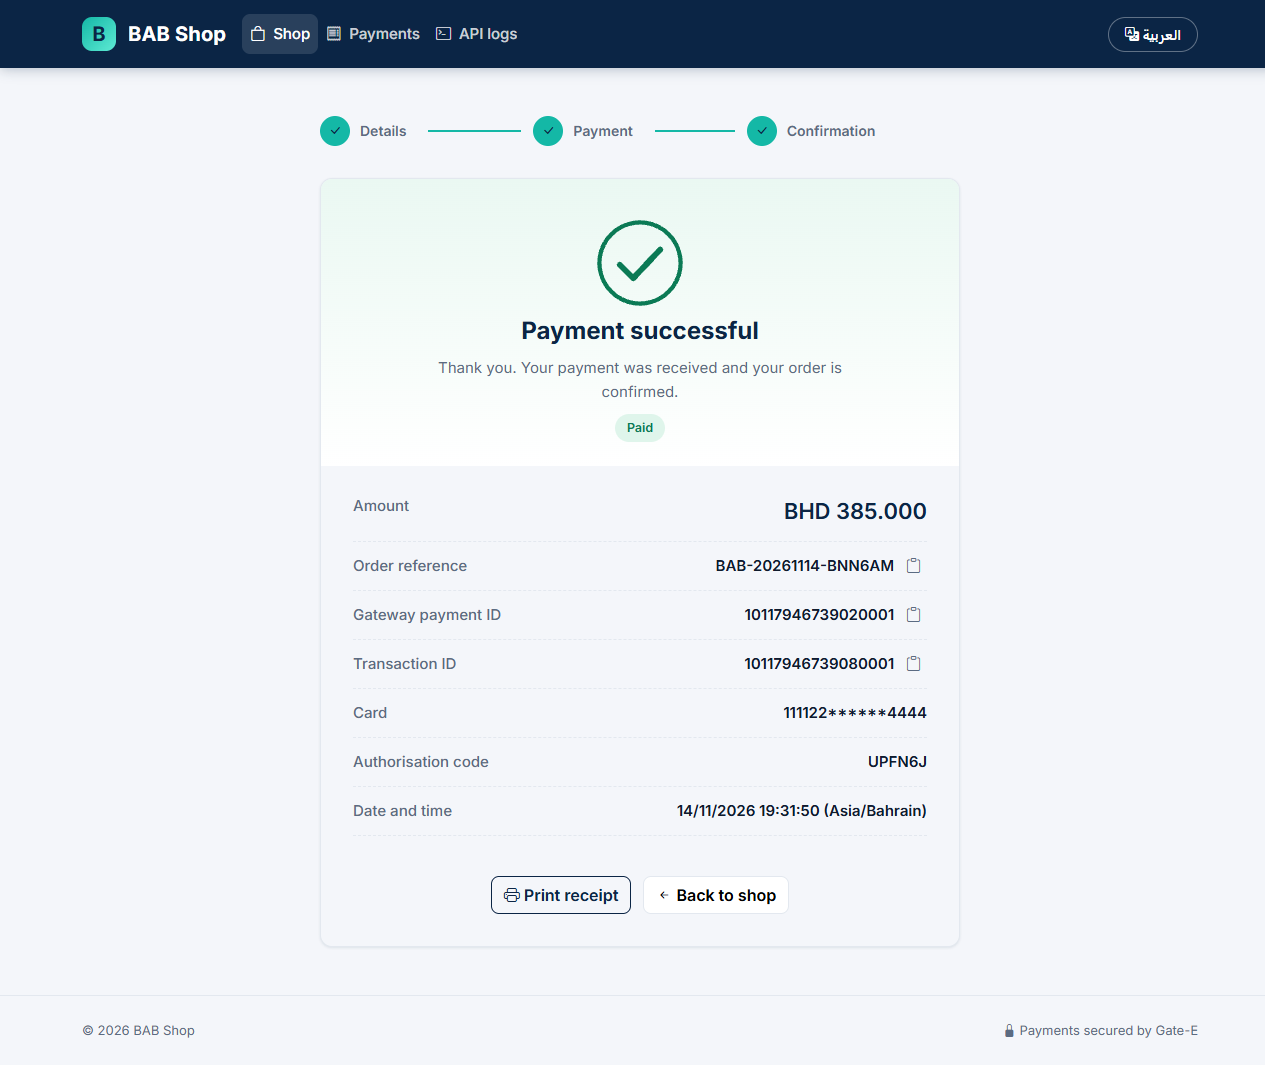 B BAB Shop Shop Payments API logs العربية
Details Payment Confirmation
Payment successful
Thank you. Your payment was received and your order is
confirmed.
Paid
Amount BHD 385.000
Order reference BAB-20261114-BNN6AM
Gateway payment ID 10117946739020001
Transaction ID 10117946739080001
Card 111122******4444
Authorisation code UPFN6J
Date and time 14/11/2026 19:31:50 (Asia/Bahrain)
Print receipt ← Back to shop
© 2026 BAB Shop Payments secured by Gate-E